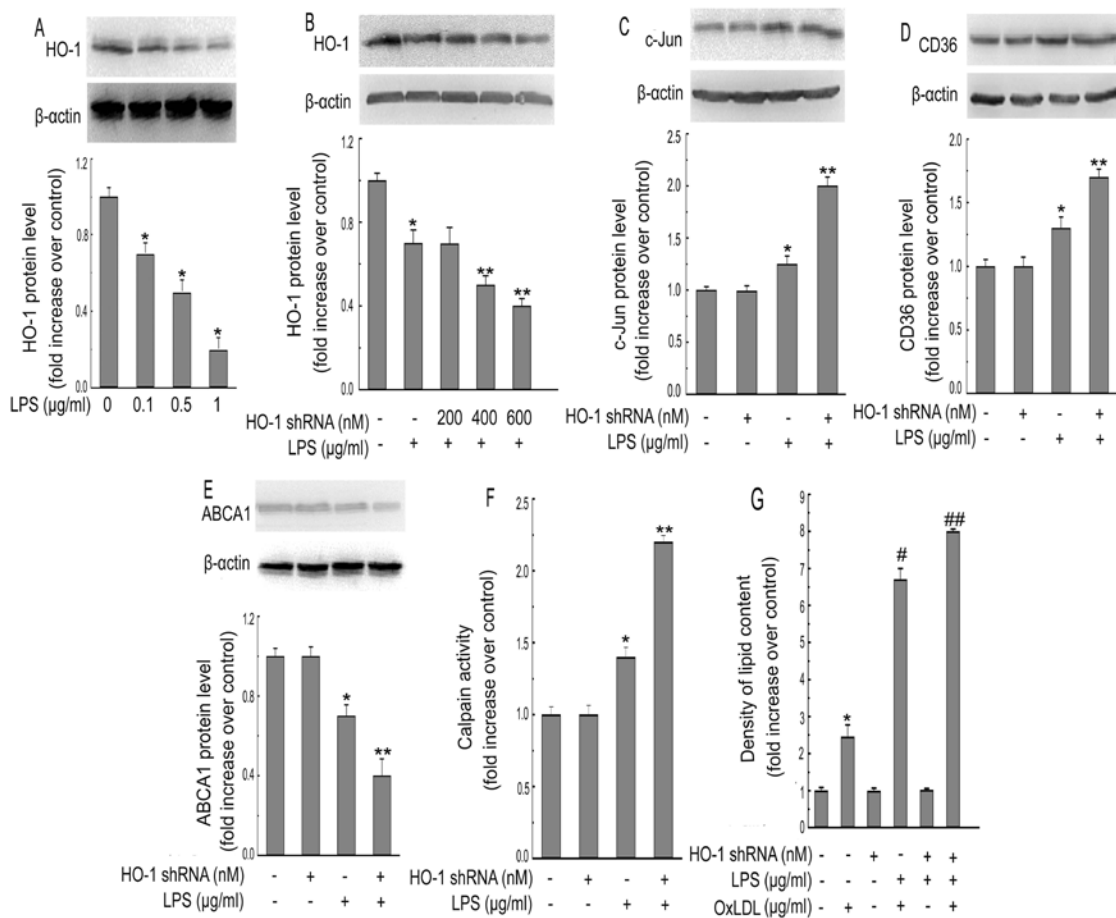 A
HO-1
β-actin
HO-1 protein level
(fold increase over control)
1.2
0.8
0.4
0.0
*
*
*
LPS (µg/ml) 0 0.1 0.5 1
B
HO-1
β-actin
HO-1 protein level
(fold increase over control)
1.2
0.8
0.4
0.0
*
**
**
HO-1 shRNA (nM) - - 200 400 600
LPS (µg/ml) - + + + +
C
c-Jun
β-actin
c-Jun protein level
(fold increase over control)
2.5
2.0
1.5
1.0
0.5
0.0
*
**
HO-1 shRNA (nM) - + - +
LPS (µg/ml) - - + +
D
CD36
β-actin
CD36 protein level
(fold increase over control)
2.0
1.5
1.0
0.5
0.0
*
**
HO-1 shRNA (nM) - + - +
LPS (µg/ml) - - + +
E
ABCA1
β-actin
ABCA1 protein level
(fold increase over control)
1.2
0.8
0.4
0.0
*
**
HO-1 shRNA (nM) - + - +
LPS (µg/ml) - - + +
F
Calpain activity
(fold increase over control)
2.5
2.0
1.5
1.0
0.5
0.0
*
**
HO-1 shRNA (nM) - + - +
LPS (µg/ml) - - + +
G
Density of lipid content
(fold increase over control)
8
8
7
6
5
2
1
0
*
#
##
HO-1 shRNA (nM) - - + - + +
LPS (µg/ml) - - - + + +
OxLDL (µg/ml) - + - + - +